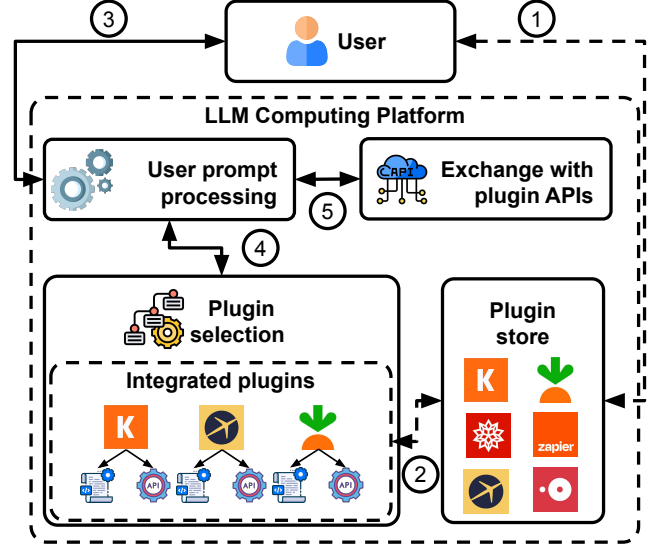 3
1
User
LLM Computing Platform
User prompt
processing
API
Exchange with
plugin APIs
5
4
Plugin
selection
Plugin
store
Integrated plugins
K
K
zapier
2
</>
API
</>
API
</>
API